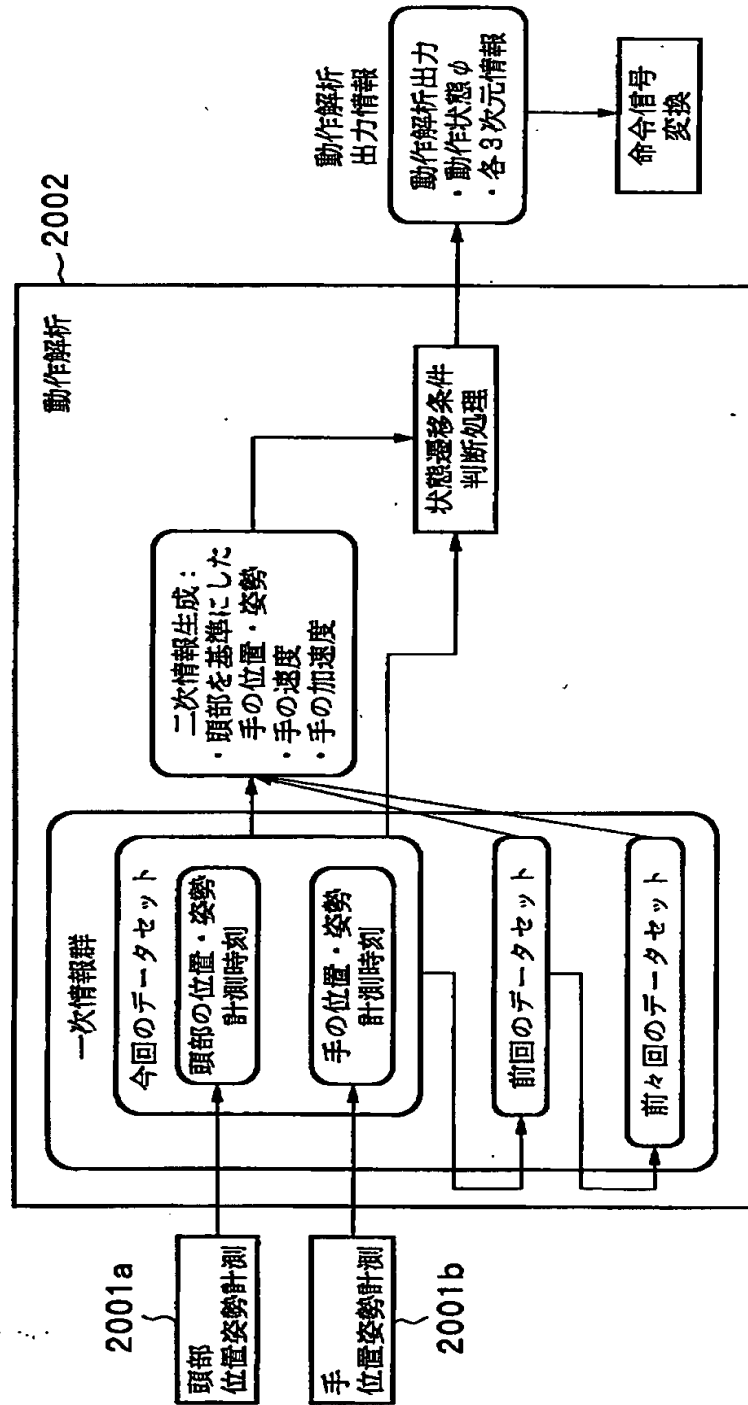 頭部
位置姿勢計測
2001a
手
位置姿勢計測
2001b
動作解析
2002
一次情報群
今回のデータセット
頭部の位置・姿勢
計測時刻
手の位置・姿勢
計測時刻
前回のデータセット
前々回のデータセット
二次情報生成：
・頭部を基準にした
手の位置・姿勢
・手の速度
・手の加速度
状態遷移条件
判断処理
動作解析
出力情報
動作解析出力
・動作状態φ
・各3次元情報
命令信号
変換